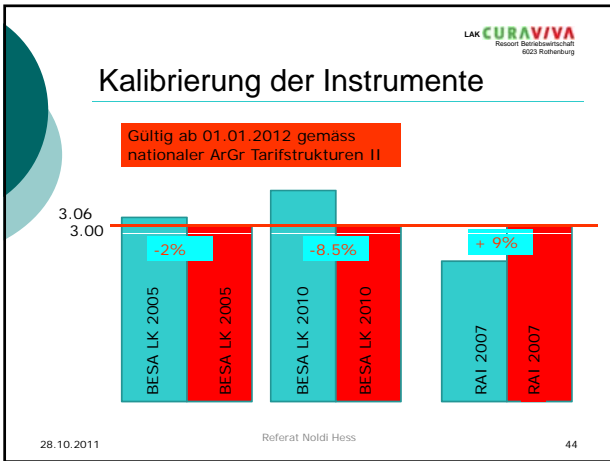 LAK CURAVIVA
Resoort Betriebswirtschaft
6023 Rothenburg
Kalibrierung der Instrumente
Gültig ab 01.01.2012 gemäss
nationaler ArGr Tarifstrukturen II
3.06
3.00
-2%
-8.5%
+ 9%
BESA LK 2005
BESA LK 2005
BESA LK 2010
BESA LK 2010
RAI 2007
RAI 2007
28.10.2011
Referat Noldi Hess
44